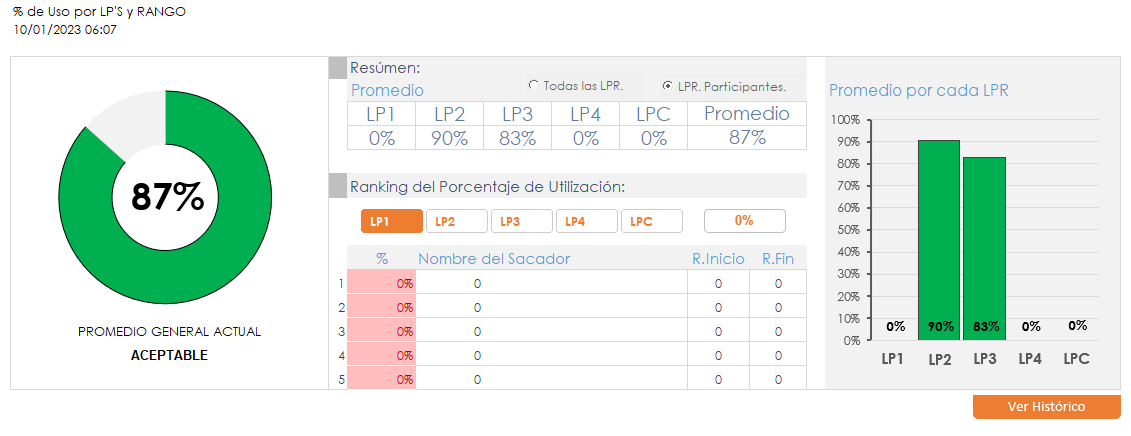 % de Uso por LP'S y RANGO
10/01/2023 06:07
87%
PROMEDIO GENERAL ACTUAL
ACEPTABLE
Resúmen:
Promedio
Todas las LPR.
LPR. Participantes.
LP1 LP2 LP3 LP4 LPC Promedio
0% 90% 83% 0% 0% 87%
Ranking del Porcentaje de Utilización:
LP1 LP2 LP3 LP4 LPC 0%
% Nombre del Sacador R.Inicio R.Fin
1 0% 0 0 0
2 0% 0 0 0
3 0% 0 0 0
4 0% 0 0 0
5 0% 0 0 0
Promedio por cada LPR
100%
90%
80%
70%
60%
50%
40%
30%
20%
10%
0%
0% 90% 83% 0% 0%
LP1 LP2 LP3 LP4 LPC
Ver Histórico